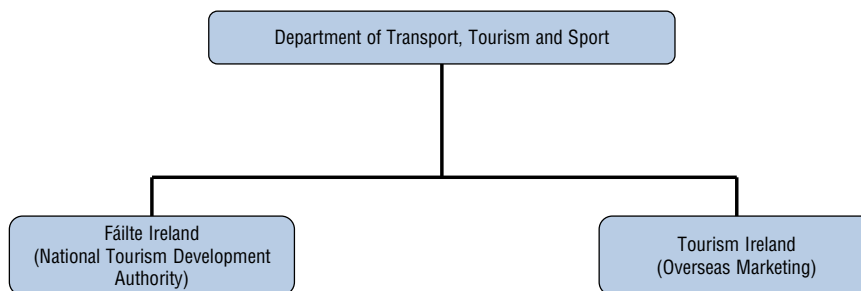 Department of Transport, Tourism and Sport
Fáilte Ireland
(National Tourism Development
Authority)
Tourism Ireland
(Overseas Marketing)